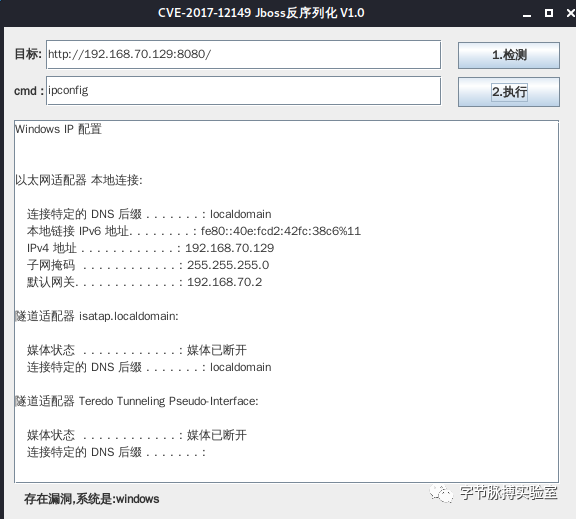 CVE-2017-12149 Jboss反序列化 V1.0
目标: http://192.168.70.129:8080/ 1.检测
cmd : ipconfig 2.执行
Windows IP 配置
以太网适配器 本地连接:
连接特定的 DNS 后缀 . . . . . . . : localdomain
本地链接 IPv6 地址. . . . . . . . : fe80::40e:fcd2:42fc:38c6%11
IPv4 地址 . . . . . . . . . . . . : 192.168.70.129
子网掩码 . . . . . . . . . . . . : 255.255.255.0
默认网关. . . . . . . . . . . . . : 192.168.70.2
隧道适配器 isatap.localdomain:
媒体状态 . . . . . . . . . . . . : 媒体已断开
连接特定的 DNS 后缀 . . . . . . . : localdomain
隧道适配器 Teredo Tunneling Pseudo-Interface:
媒体状态 . . . . . . . . . . . . : 媒体已断开
连接特定的 DNS 后缀 . . . . . . . :
字节脉搏实验室
存在漏洞,系统是:windows